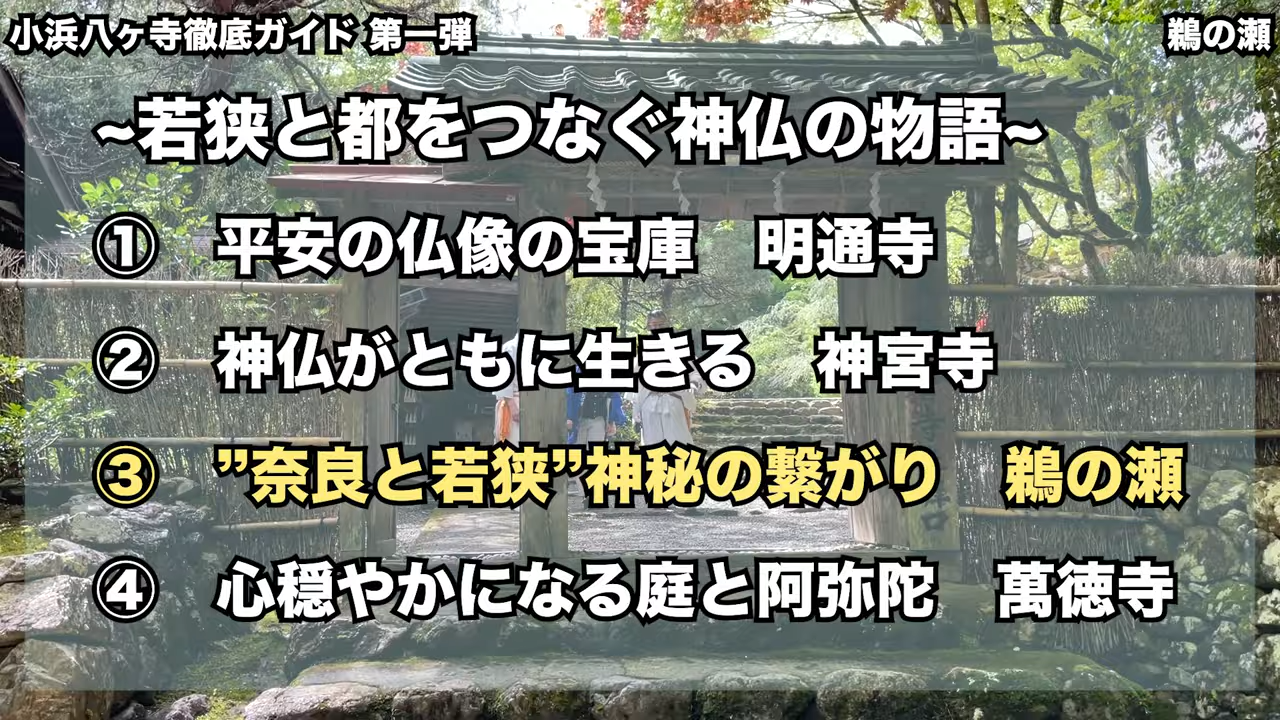 小浜八ヶ寺徹底ガイド 第一弾
鵜の瀬
~若狭と都をつなぐ神仏の物語~
① 平安の仏像の宝庫 明通寺
② 神仏がともに生きる 神宮寺
③ ”奈良と若狭”神秘の繋がり 鵜の瀬
④ 心穏やかになる庭と阿弥陀 萬徳寺